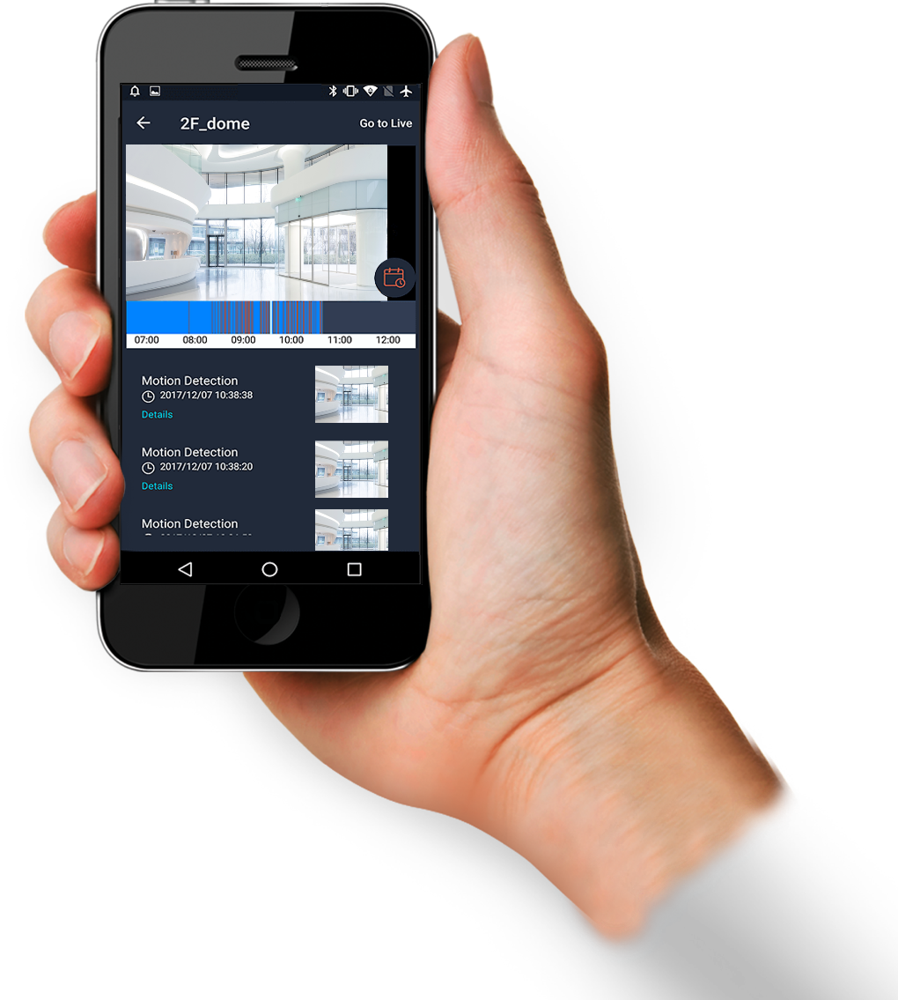 2F_dome
Go to Live
07:00 08:00 09:00 10:00 11:00 12:00
Motion Detection
2017/12/07 10:38:38
Details
Motion Detection
2017/12/07 10:38:20
Details
Motion Detection